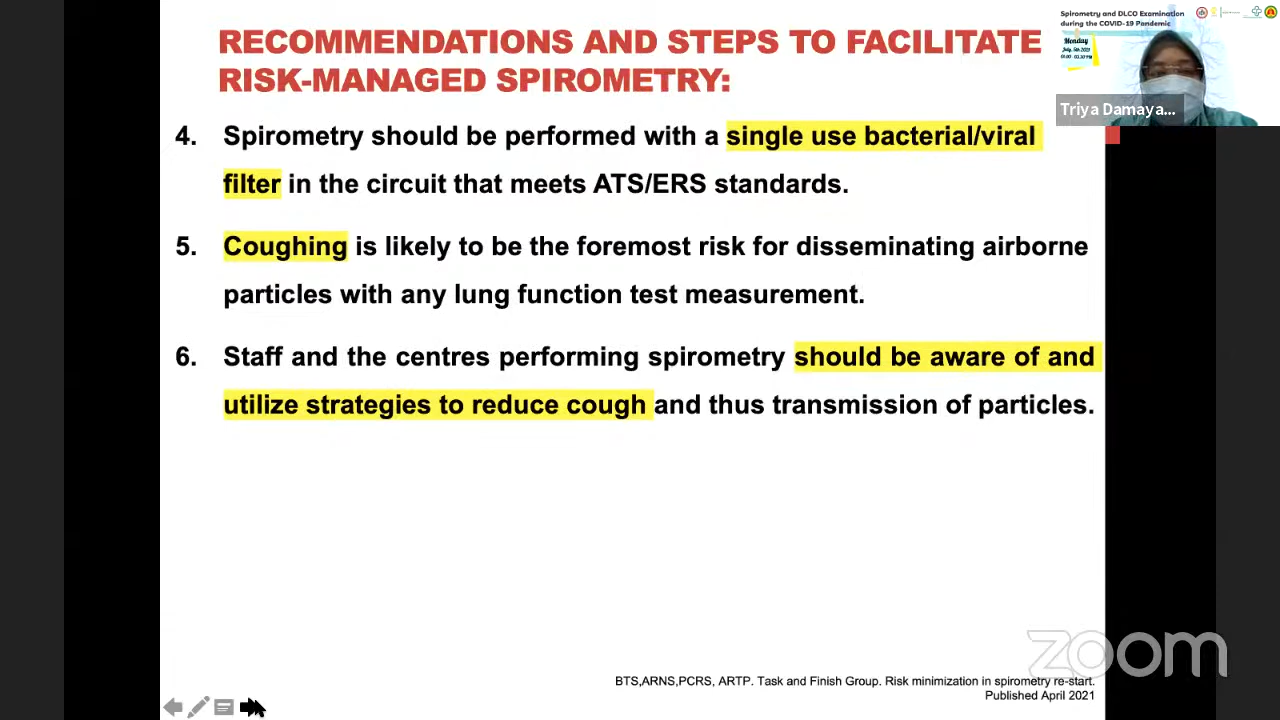 RECOMMENDATIONS AND STEPS TO FACILITATE
RISK-MANAGED SPIROMETRY:
4. Spirometry should be performed with a single use bacterial/viral
filter in the circuit that meets ATS/ERS standards.
5. Coughing is likely to be the foremost risk for disseminating airborne
particles with any lung function test measurement.
6. Staff and the centres performing spirometry should be aware of and
utilize strategies to reduce cough and thus transmission of particles.
BTS,ARNS,PCRS, ARTP. Task and Finish Group. Risk minimization in spirometry re-start.
Published April 2021
Spirometry and DLCO Examination
during the COVID-19 Pandemic
Monday
July, 5th 2021
Triya Damaya...
zoom